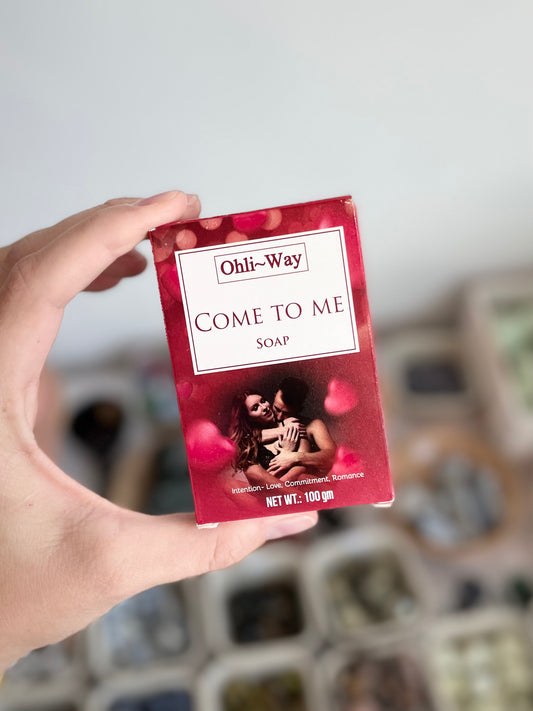 Ohli~Way
COME TO ME
SOAP
Intention- Love, Commitment, Romance
NET WT.: 100 gm